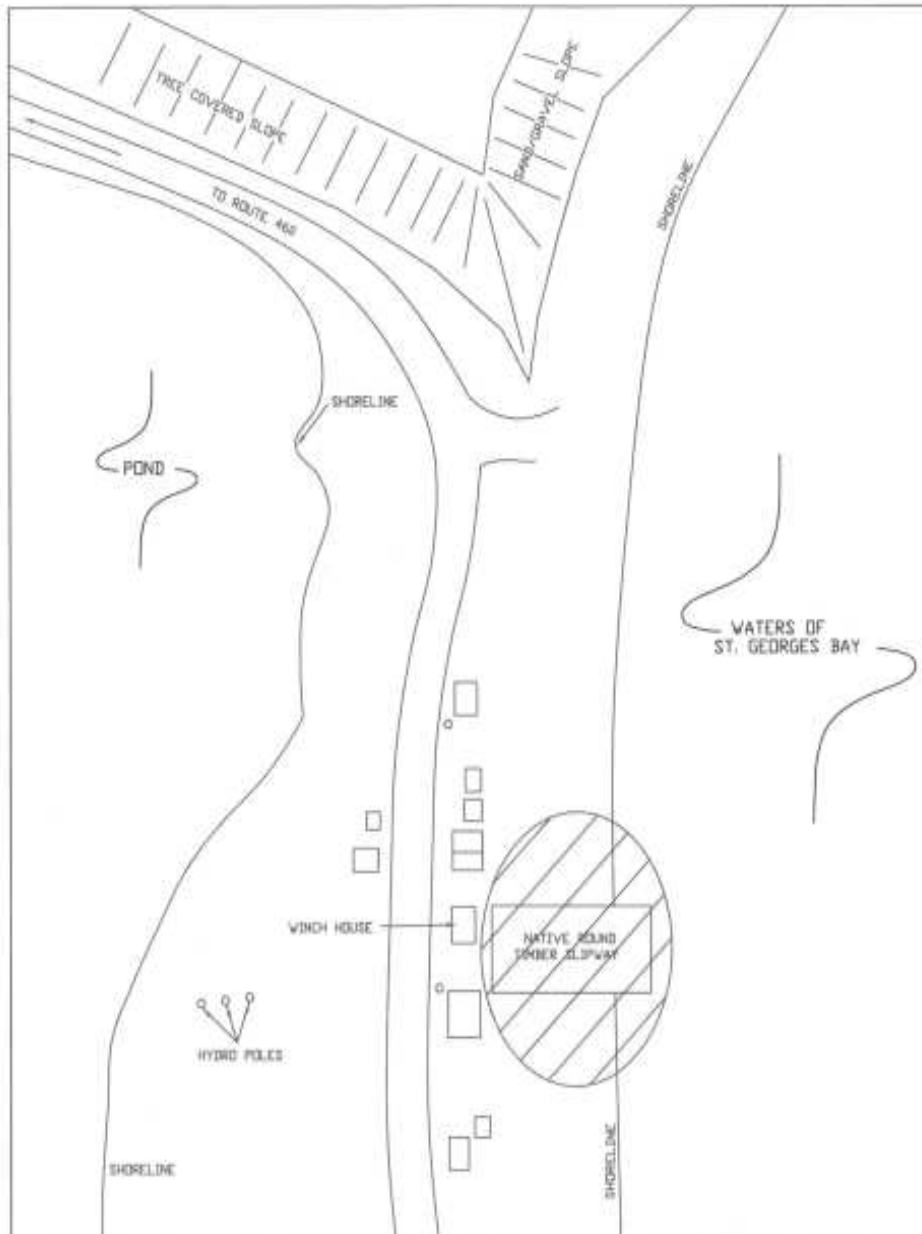 TREE COVERED SLOPE
SAND/GRAVEL SLOPE
TO ROUTE 460
SHORELINE
SHORELINE
POND
WATERS OF
ST. GEORGES BAY
WINCH HOUSE
NATIVE ROUND
TIMBER SLIPWAY
HYDRO POLES
SHORELINE
SHORELINE